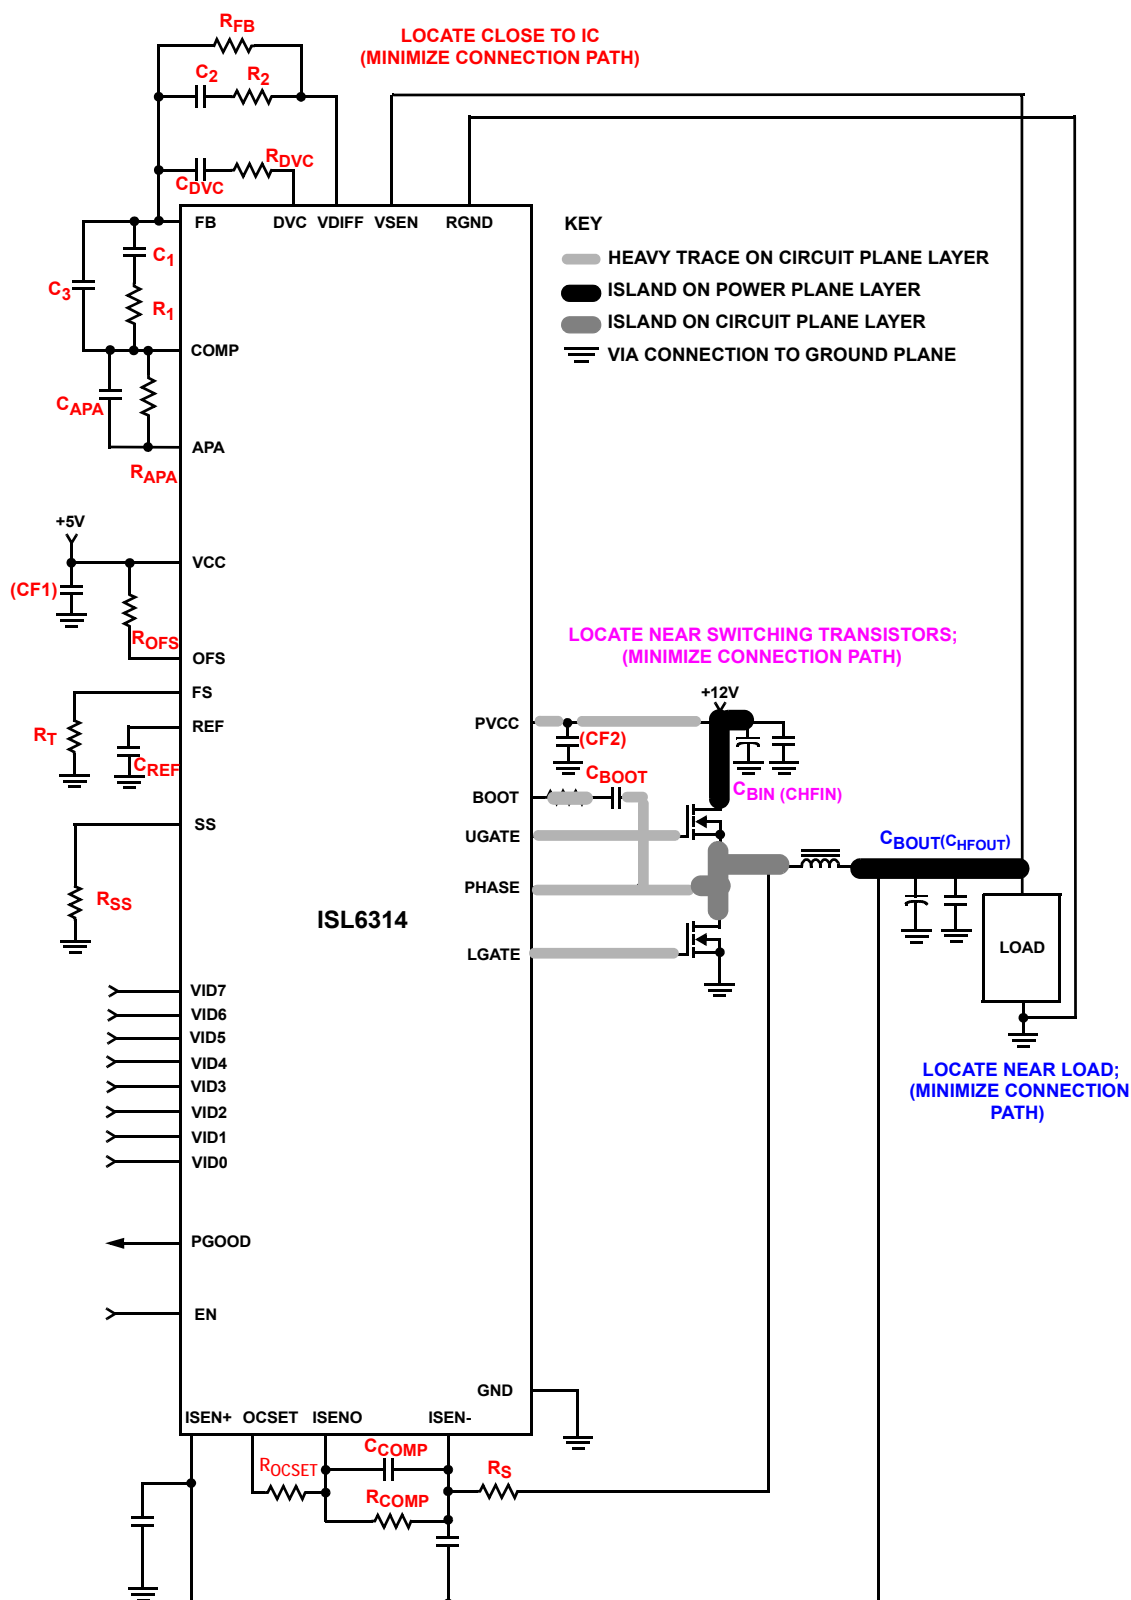 RFB
LOCATE CLOSE TO IC
(MINIMIZE CONNECTION PATH)
C2
R2
RDVC
CDVC
FB
DVC
VDIFF
VSEN
RGND
KEY
HEAVY TRACE ON CIRCUIT PLANE LAYER
ISLAND ON POWER PLANE LAYER
ISLAND ON CIRCUIT PLANE LAYER
VIA CONNECTION TO GROUND PLANE
C1
C3
R1
COMP
CAPA
APA
RAPA
+5V
VCC
(CF1)
ROFS
OFS
LOCATE NEAR SWITCHING TRANSISTORS;
(MINIMIZE CONNECTION PATH)
FS
+12V
REF
PVCC
RT
(CF2)
CREF
CBOOT
CBIN (CHFIN)
BOOT
SS
UGATE
CBOUT(CHFOUT)
PHASE
RSS
ISL6314
LGATE
LOAD
VID7
VID6
VID5
VID4
VID3
VID2
VID1
VID0
LOCATE NEAR LOAD;
(MINIMIZE CONNECTION
PATH)
PGOOD
EN
GND
ISEN+
OCSET
ISENO
ISEN-
CCOMP
ROCSET
RS
RCOMP